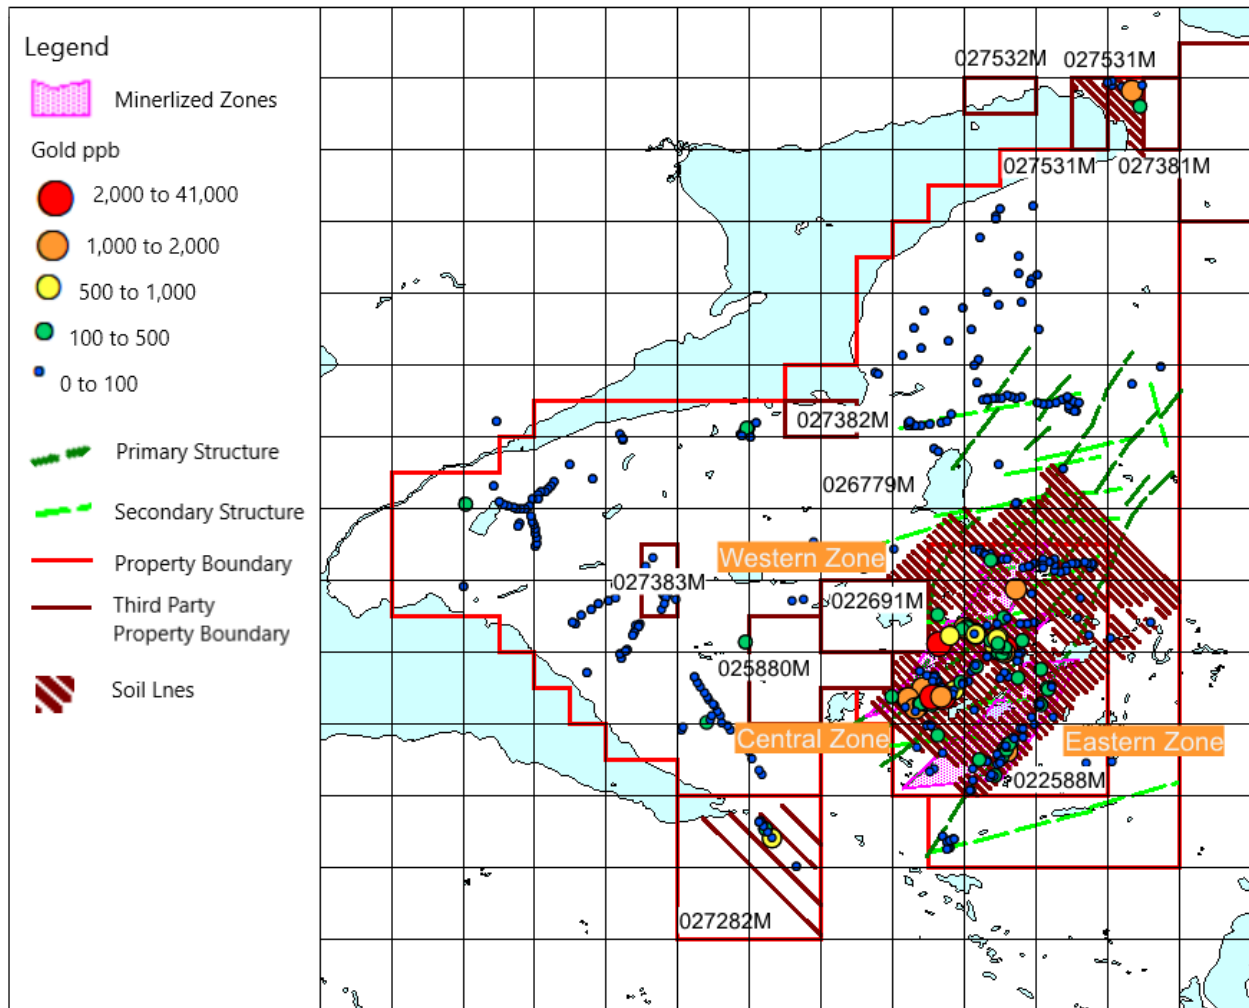 Legend
Minerlized Zones
Gold ppb
2,000 to 41,000
1,000 to 2,000
500 to 1,000
100 to 500
0 to 100
Primary Structure
Secondary Structure
Property Boundary
Third Party
Property Boundary
Soil Lnes
027532M
027531M
027531M
027381M
027382M
026779M
Western Zone
027383M
022691M
025880M
Central Zone
Eastern Zone
022588M
027282M